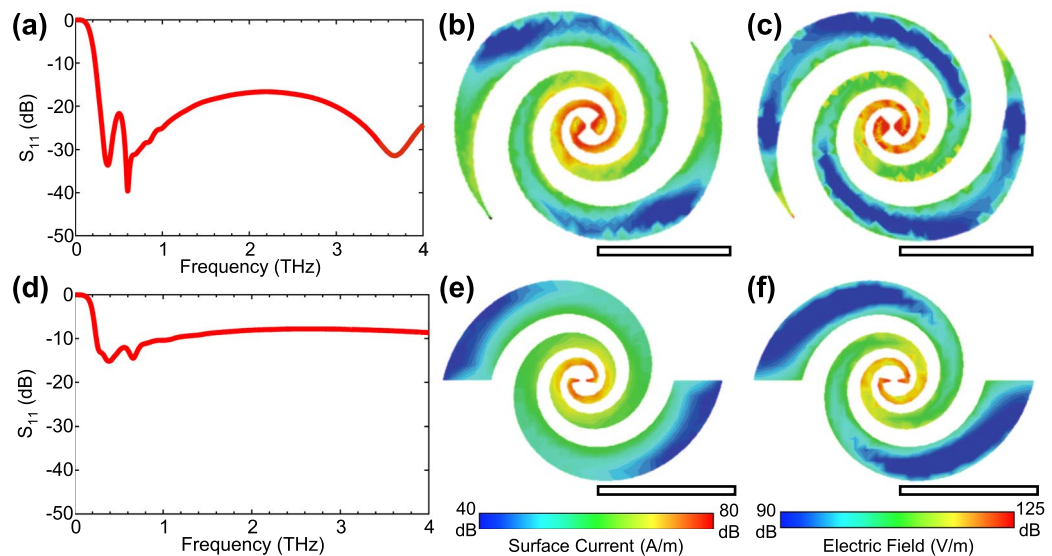 (a)
(b)
(c)
0
-10
-20
-30
-40
-50
S11 (dB)
0
1
2
3
4
Frequency (THz)
(d)
(e)
(f)
0
-10
-20
-30
-40
-50
S11 (dB)
0
1
2
3
4
Frequency (THz)
40
dB
80
dB
Surface Current (A/m)
90
dB
125
dB
Electric Field (V/m)